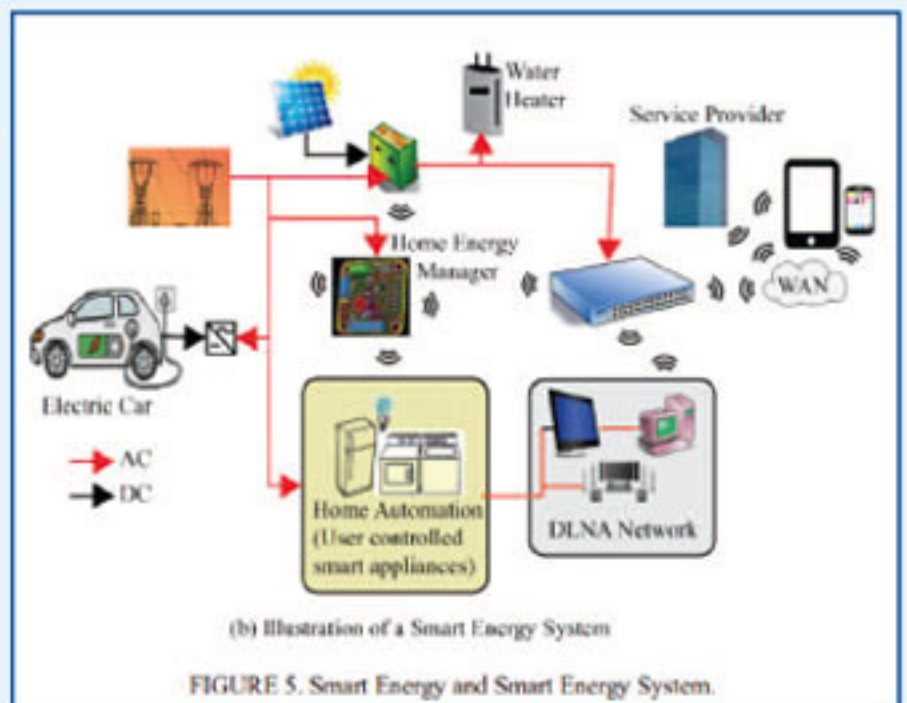 Water
Heater
Service Provider
Home Energy
Manager
WAN
Electric Car
AC
DC
Home Automation
(User controlled
smart appliances)
DLNA Network
(b) Illustration of a Smart Energy System
FIGURE 5. Smart Energy and Smart Energy System.